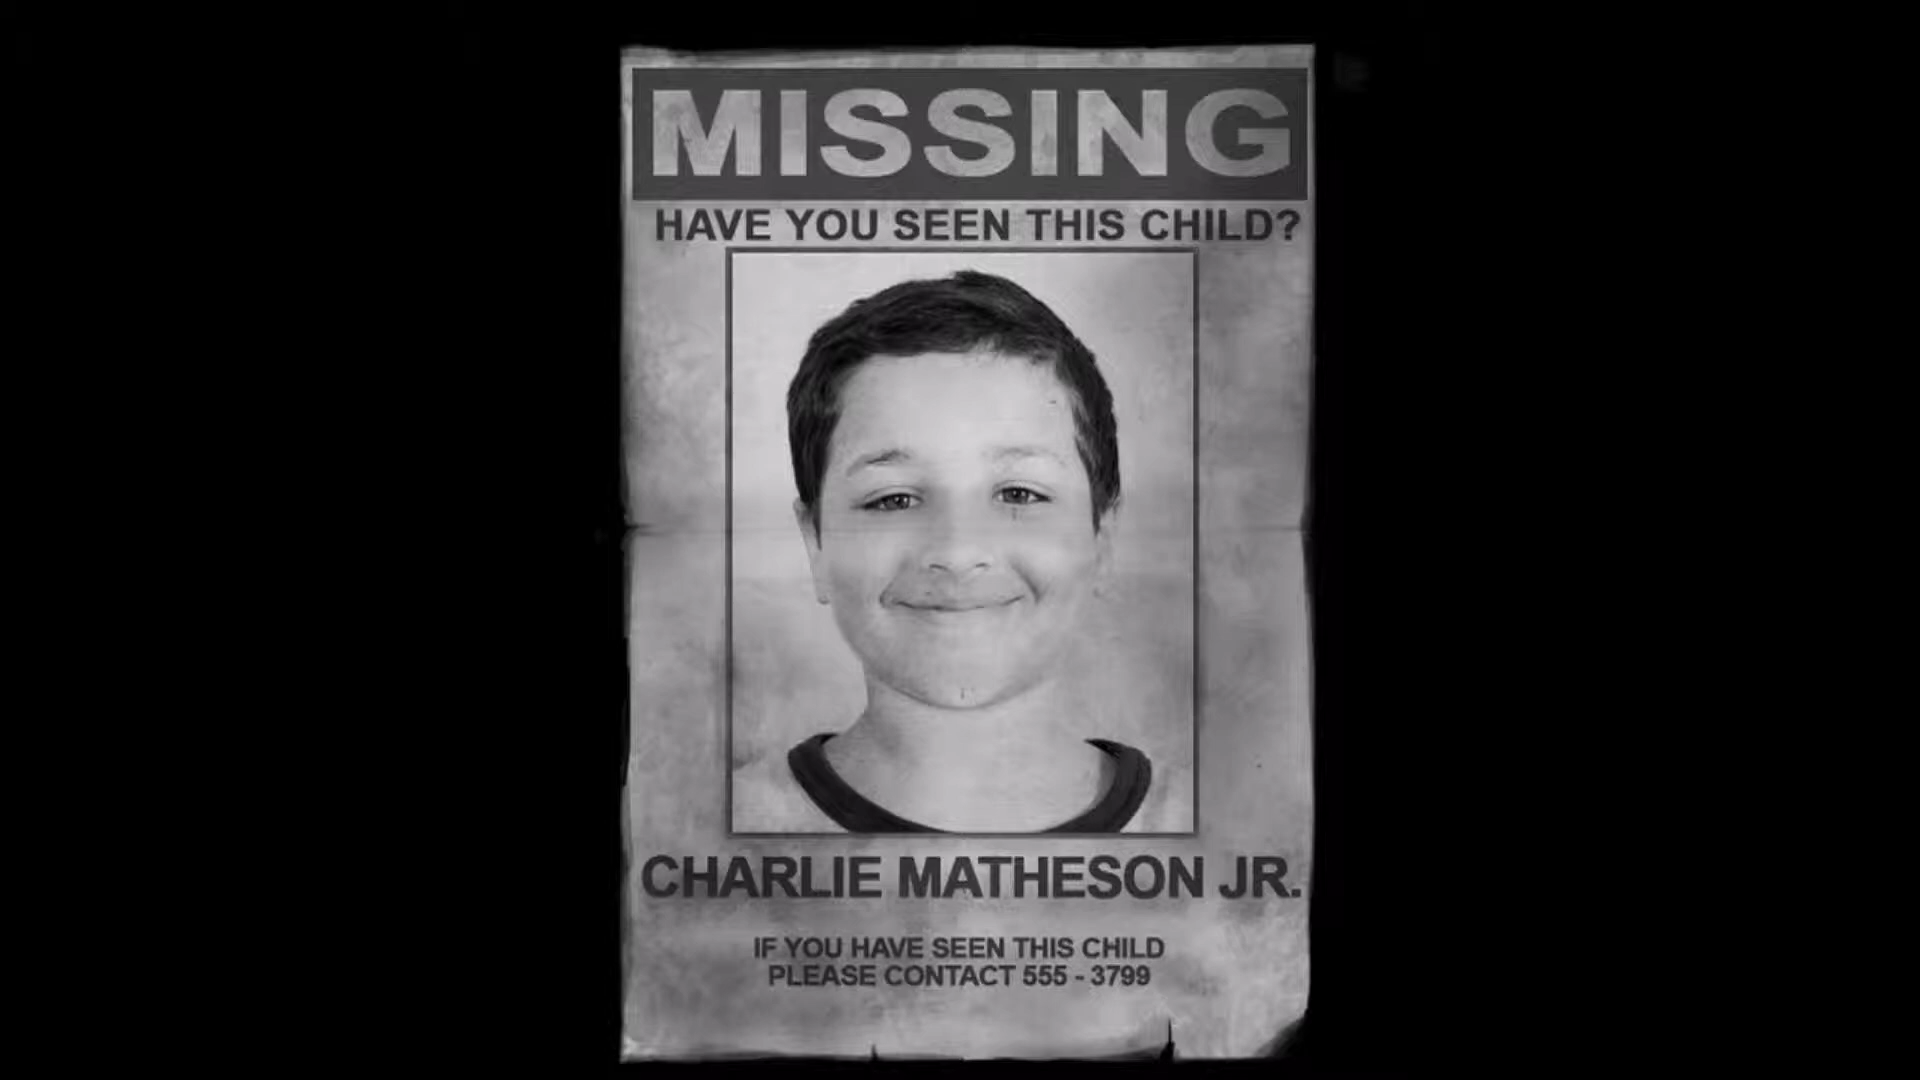 MISSING
HAVE YOU SEEN THIS CHILD?
CHARLIE MATHESON JR.
IF YOU HAVE SEEN THIS CHILD
PLEASE CONTACT 555 - 3799